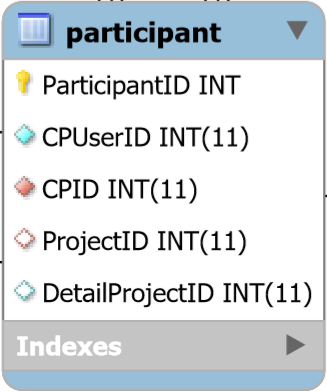 participant
ParticipantID INT
CPUserID INT(11)
CPID INT(11)
ProjectID INT(11)
DetailProjectID INT(11)
Indexes